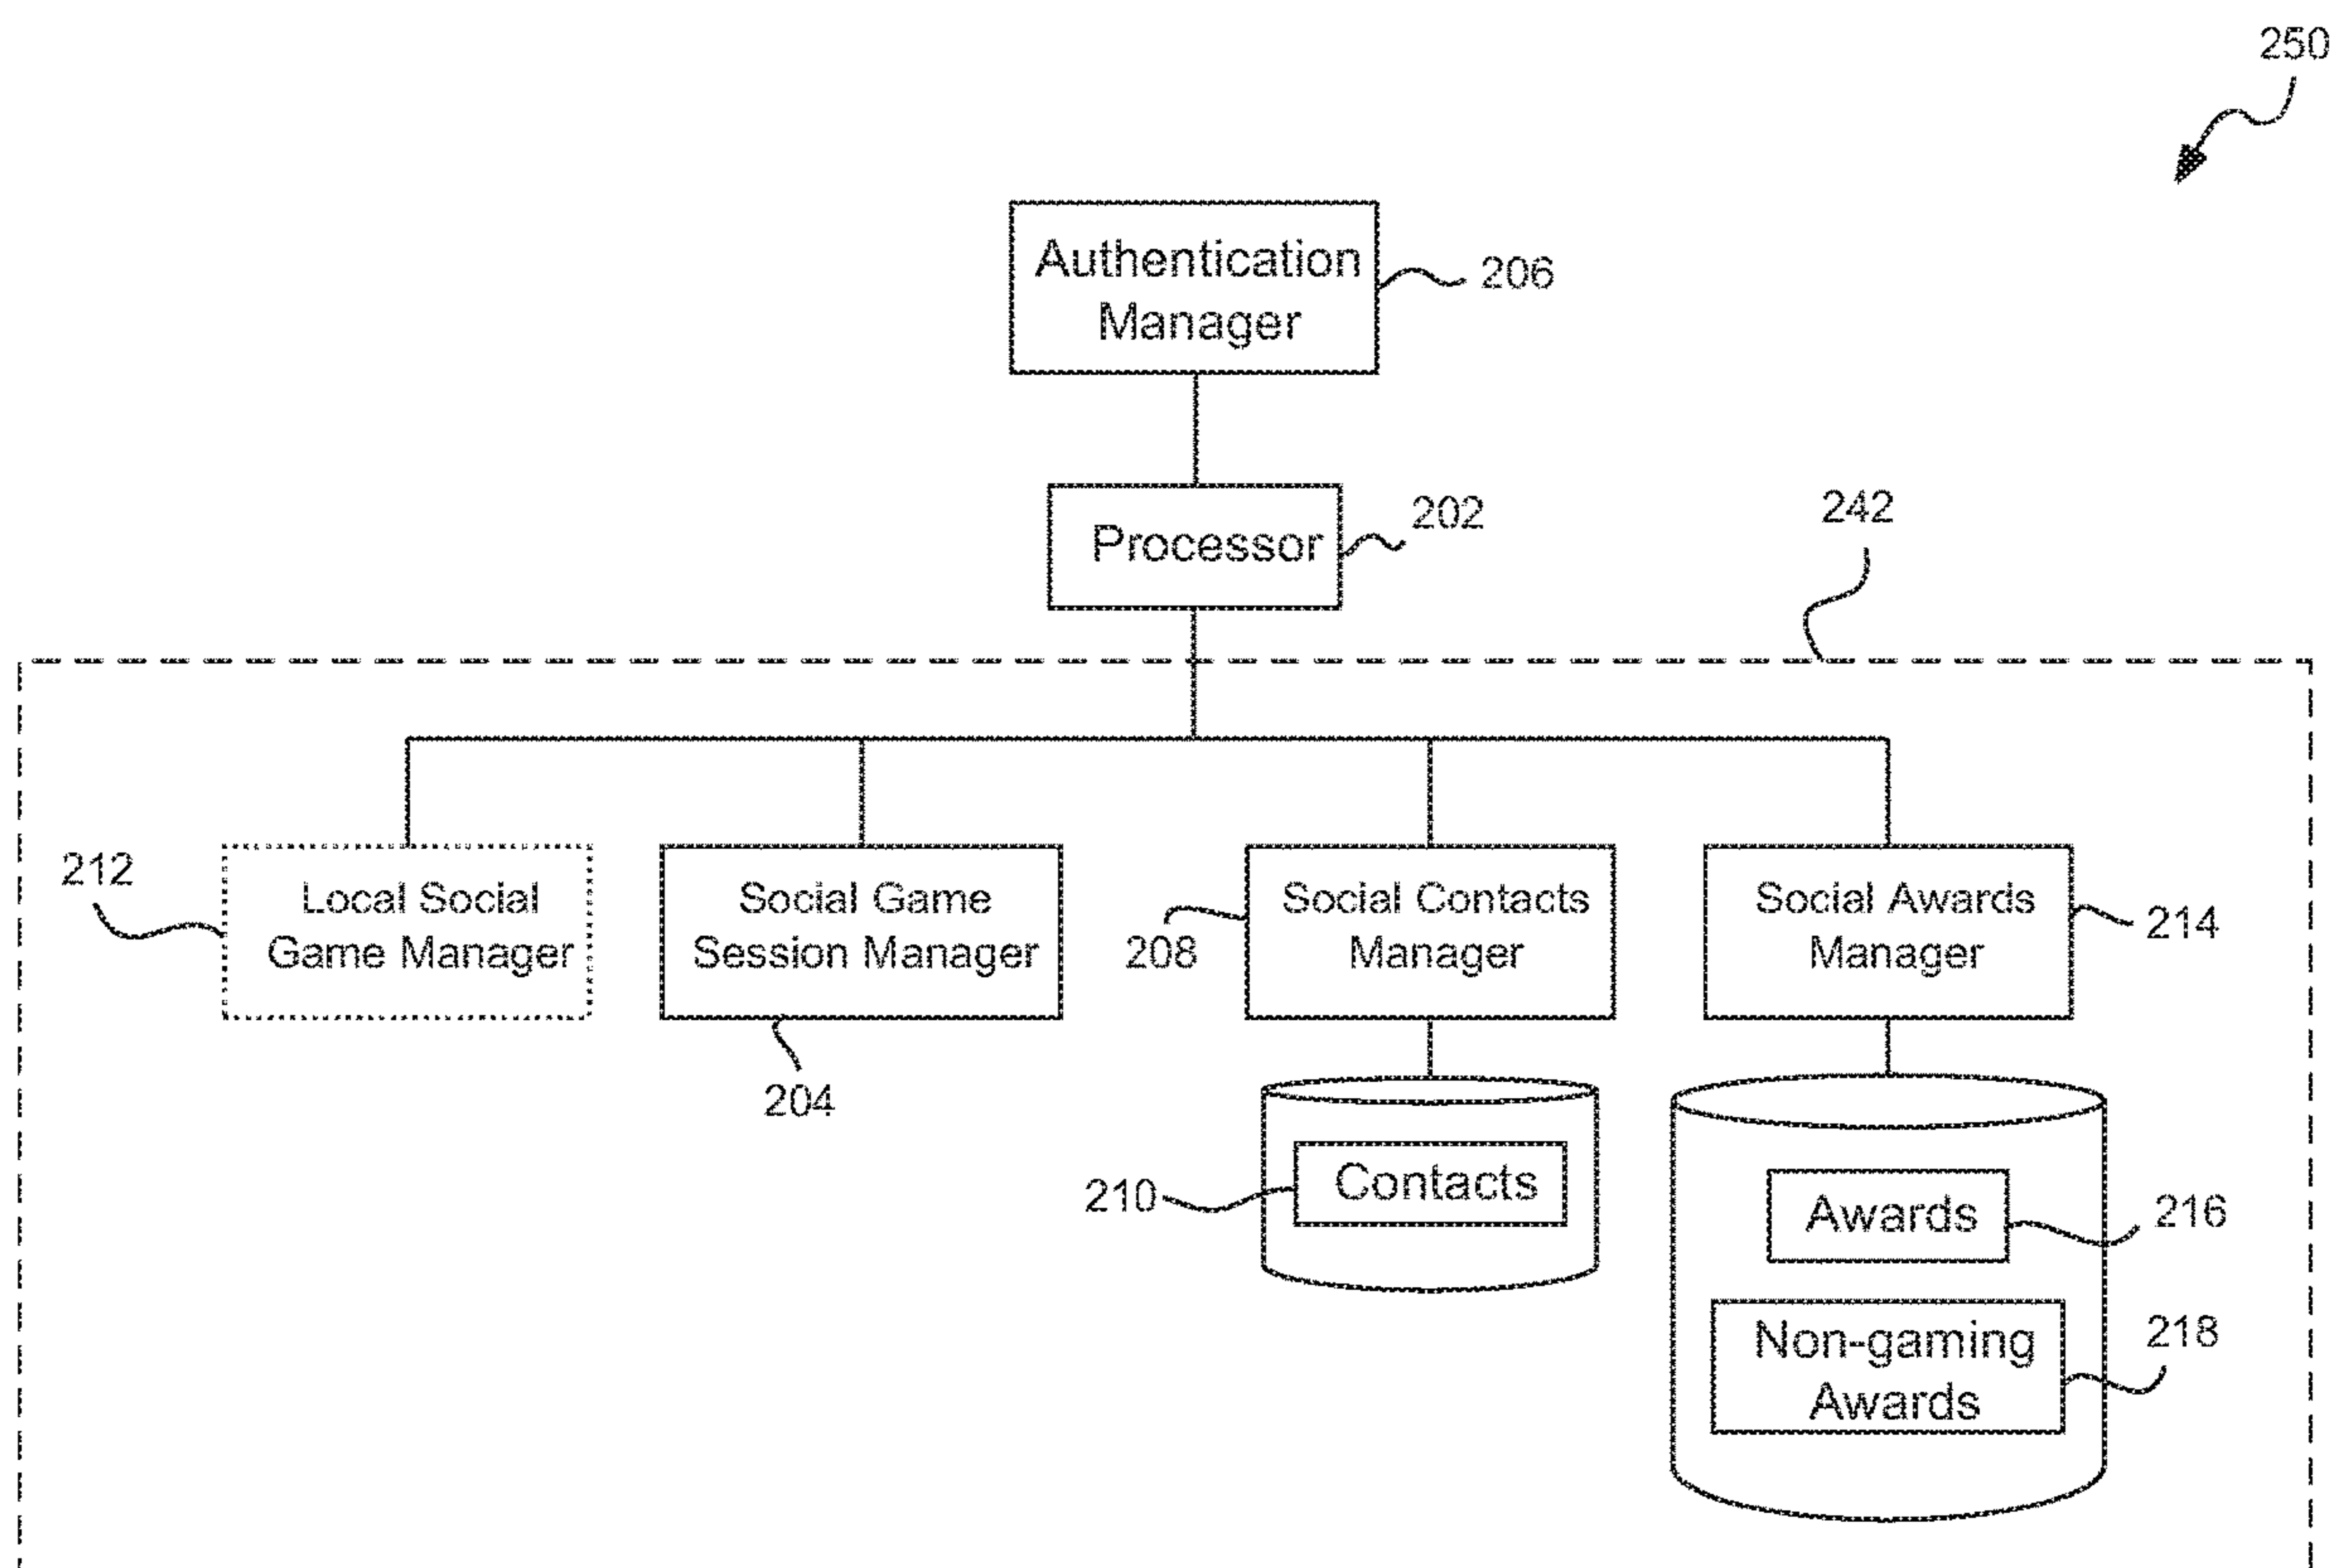 250
Authentication
Manager
206
Processor
202
242
212
Local Social
Game Manager
Social Game
Session Manager
204
Social Contacts
Manager
208
Social Awards
Manager
214
Contacts
210
Awards
216
Non-gaming
Awards
218